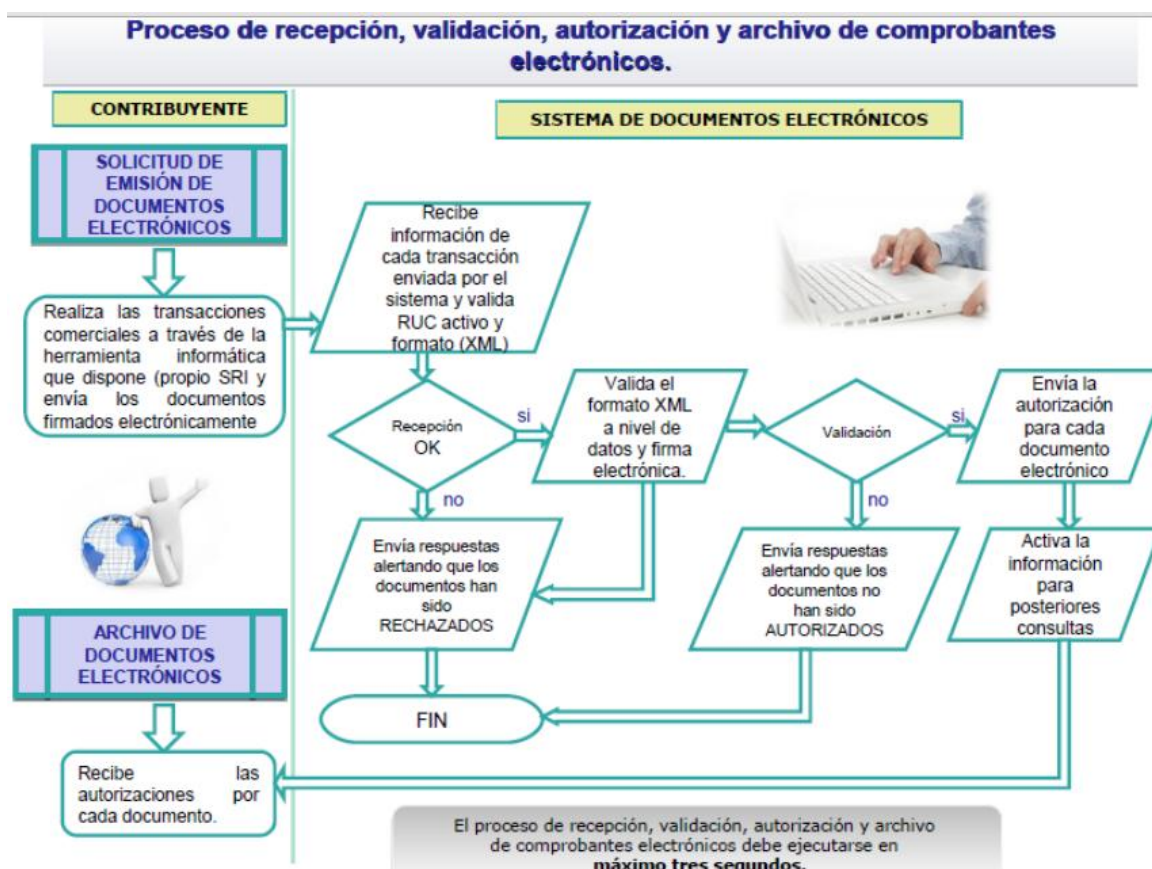 Proceso de recepción, validación, autorización y archivo de comprobantes
electrónicos.
CONTRIBUYENTE
SISTEMA DE DOCUMENTOS ELECTRÓNICOS
SOLICITUD DE
EMISIÓN DE
DOCUMENTOS
ELECTRÓNICOS
Realiza las transacciones
comerciales a través de la
herramienta informática
que dispone (propio SRI y
envía los documentos
firmados electrónicamente
Recibe
información de
cada transacción
enviada por el
sistema y valida
RUC activo y
formato (XML)
Recepción
OK
si
no
Valida el
formato XML
a nivel de
datos y firma
electrónica.
Validación
si
no
Envía la
autorización
para cada
documento
electrónico
Envía respuestas
alertando que los
documentos han
sido
RECHAZADOS
Envía respuestas
alertando que los
documentos no
han sido
AUTORIZADOS
Activa la
información
para
posteriores
consultas
FIN
ARCHIVO DE
DOCUMENTOS
ELECTRÓNICOS
Recibe las
autorizaciones por
cada documento.
El proceso de recepción, validación, autorización y archivo
de comprobantes electrónicos debe ejecutarse en
máximo tres segundos.